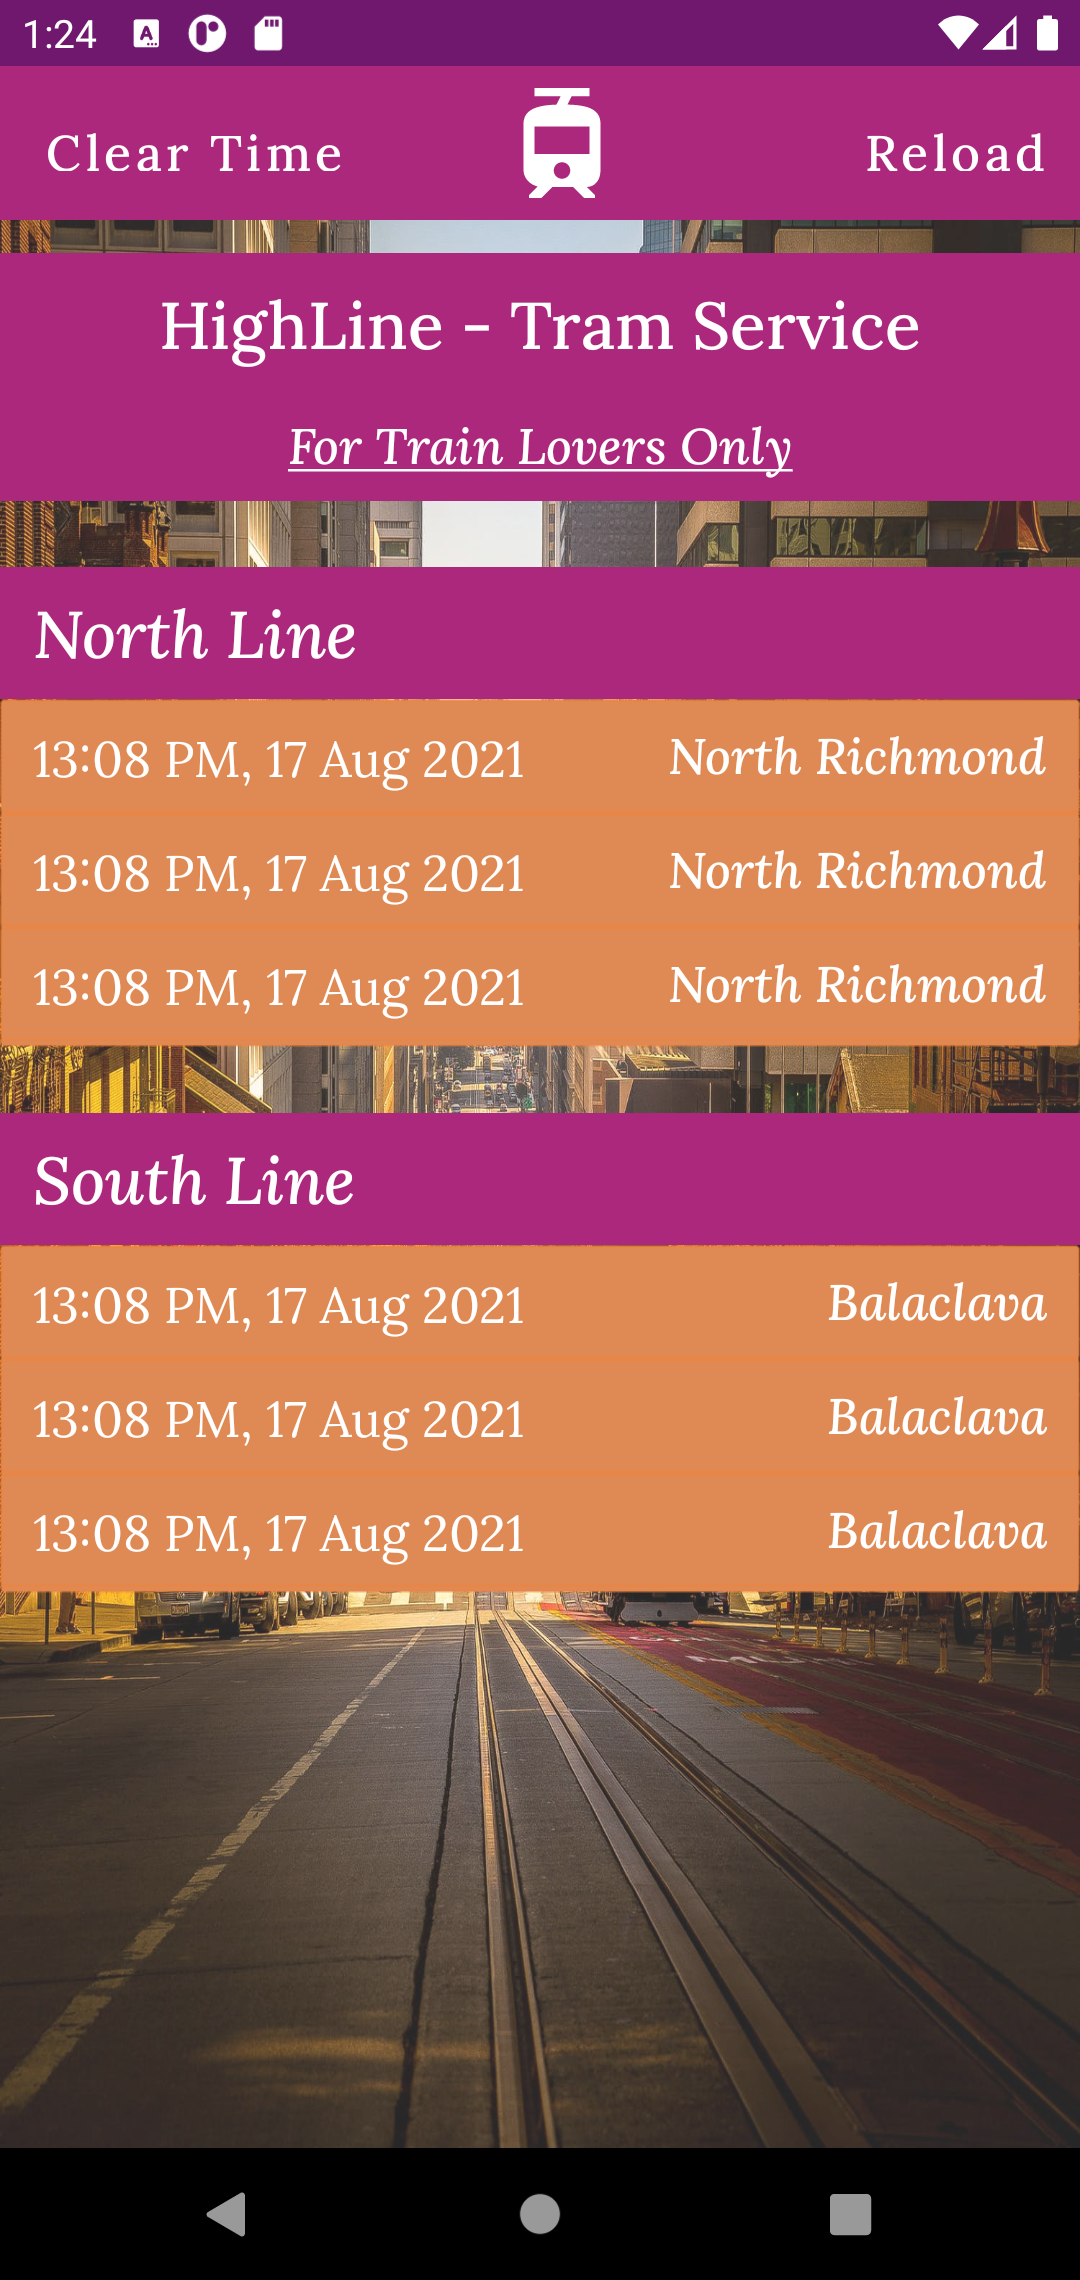 1:24
Clear Time
Reload
HighLine - Tram Service
For Train Lovers Only
North Line
13:08 PM, 17 Aug 2021 North Richmond
13:08 PM, 17 Aug 2021 North Richmond
13:08 PM, 17 Aug 2021 North Richmond
South Line
13:08 PM, 17 Aug 2021 Balaclava
13:08 PM, 17 Aug 2021 Balaclava
13:08 PM, 17 Aug 2021 Balaclava